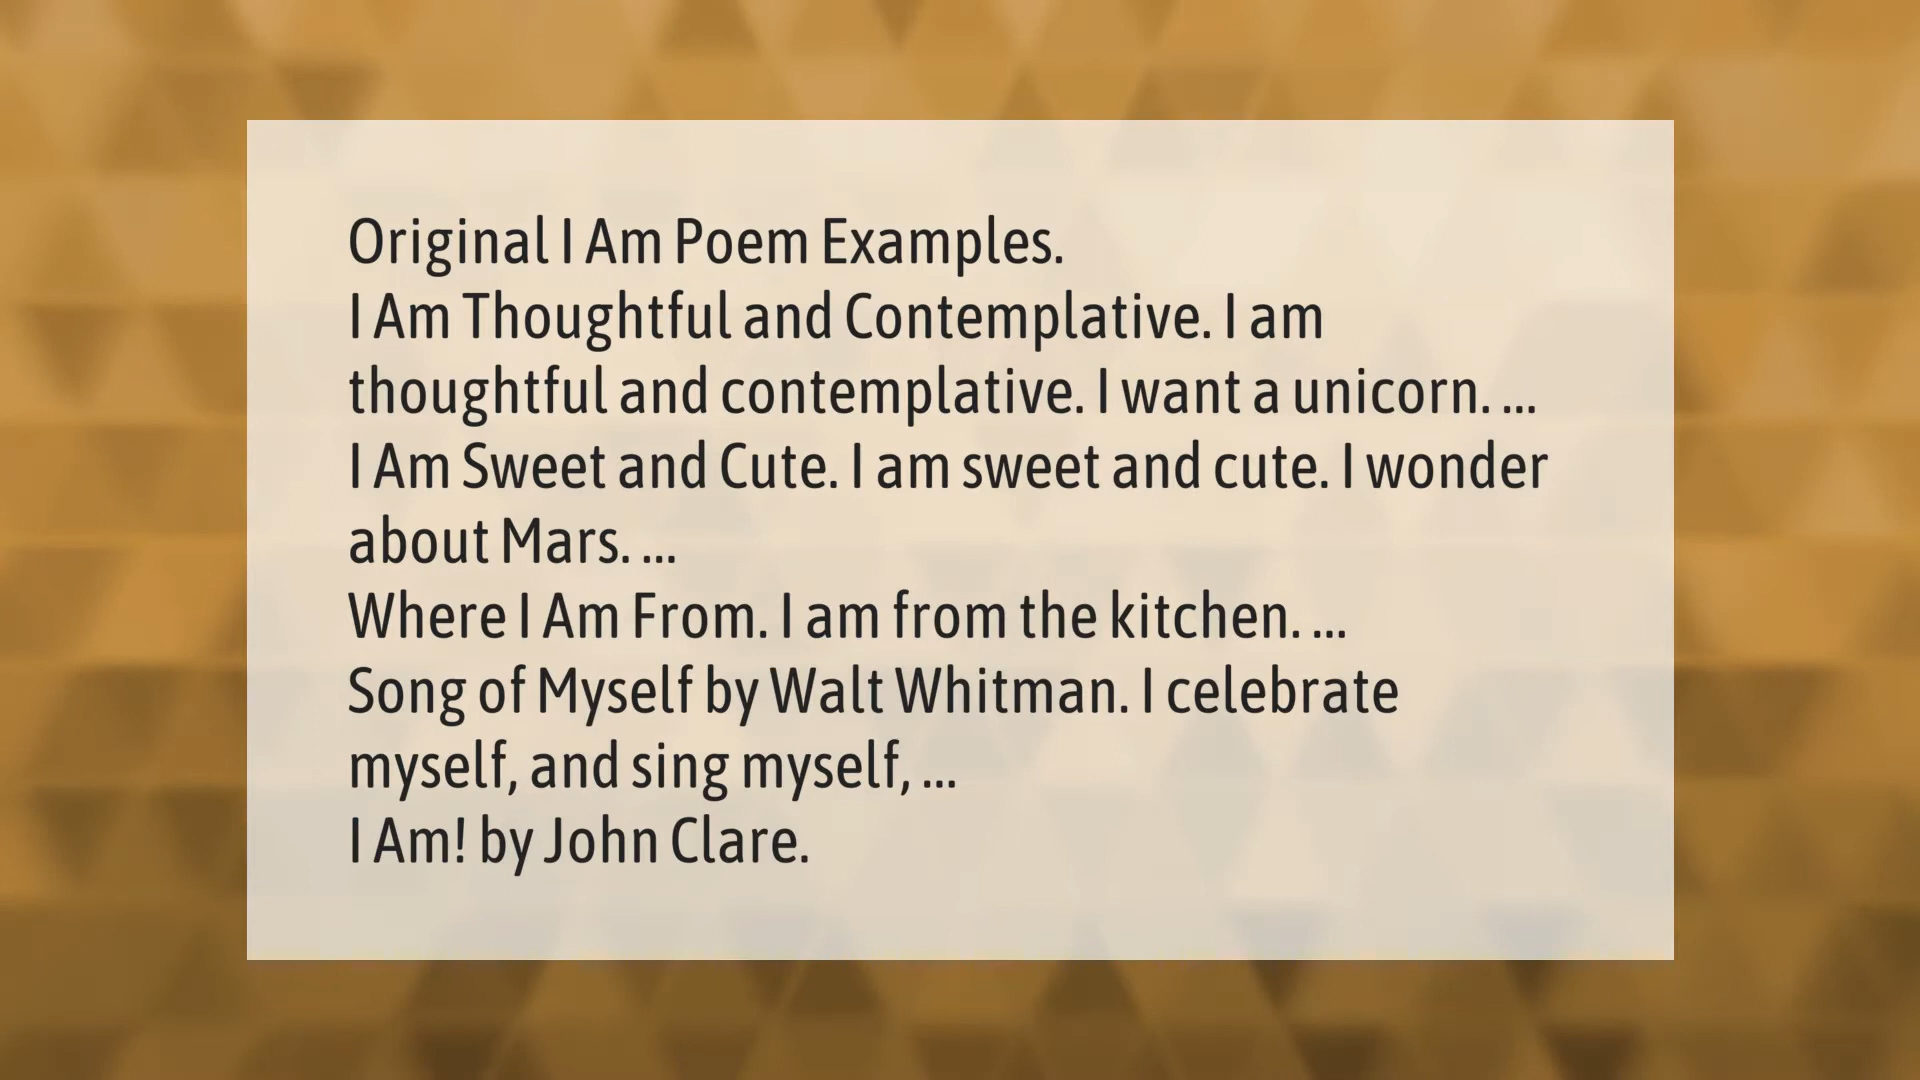 Original I Am Poem Examples.
I Am Thoughtful and Contemplative. I am
thoughtful and contemplative. I want a unicorn. ...
I Am Sweet and Cute. I am sweet and cute. I wonder
about Mars. ...
Where I Am From. I am from the kitchen. ...
Song of Myself by Walt Whitman. I celebrate
myself, and sing myself, ...
I Am! by John Clare.